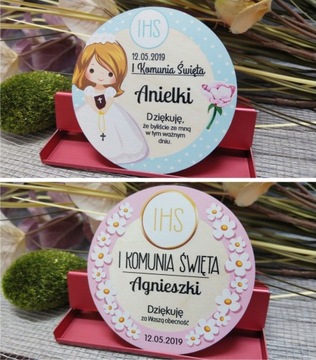 IHS
12.05.2019
I Komunia Święta
Anielki
Dziękuję,
że byliście ze mną
w tym ważnym
dniu.
IHS
I KOMUNIA ŚWIĘTA
Agnieszki
Dziękuję
za Waszą obecność
12.05.2019